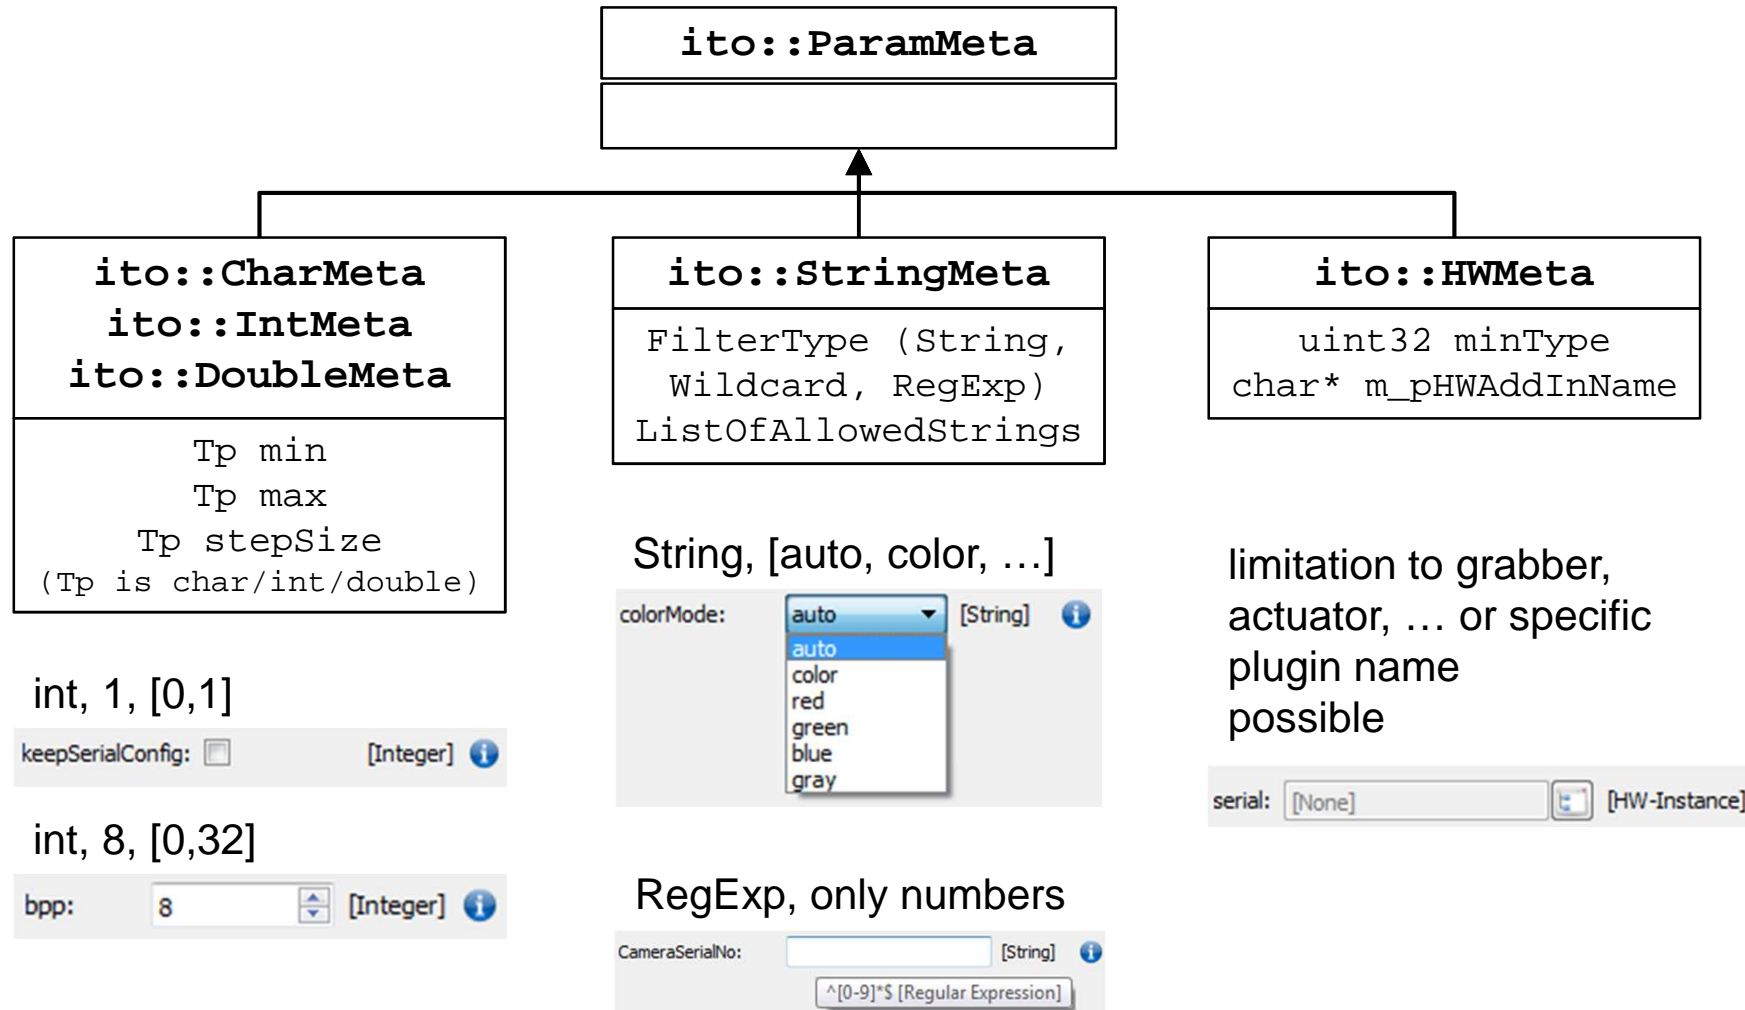 ito::ParamMeta
ito::CharMeta
ito::IntMeta
ito::DoubleMeta
Tp min
Tp max
Tp stepSize
(Tp is char/int/double)
int, 1, [0,1]
keepSerialConfig: [Integer]
int, 8, [0,32]
bpp: 8 [Integer]
ito::StringMeta
FilterType (String,
Wildcard, RegExp)
ListOfAllowedStrings
String, [auto, color, …]
colorMode: auto [String]
auto
color
red
green
blue
gray
RegExp, only numbers
CameraSerialNo: [String]
^[0-9]*$ [Regular Expression]
ito::HWMeta
uint32 minType
char* m_pHWAddInName
limitation to grabber,
actuator, … or specific
plugin name
possible
serial: [None] [HW-Instance]